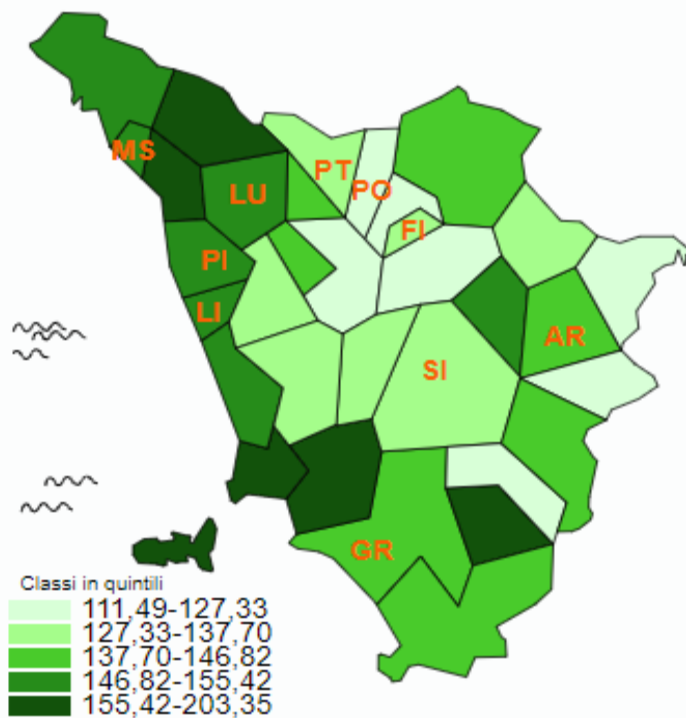 MS
PT
PO
LU
FI
PI
LI
AR
SI
GR
Classi in quintili
111,49-127,33
127,33-137,70
137,70-146,82
146,82-155,42
155,42-203,35